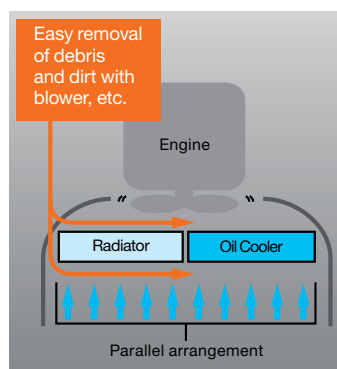 Easy removal
of debris
and dirt with
blower, etc.
Engine
Radiator
Oil Cooler
Parallel arrangement